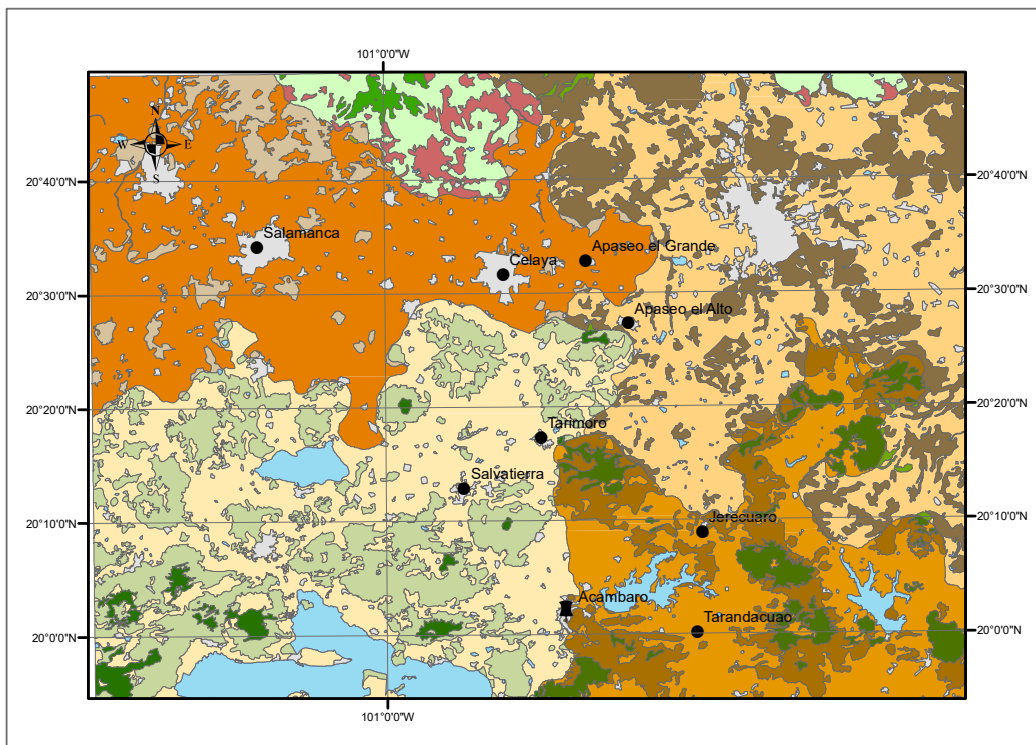 101°0'0"W
N
W E
S
20°40'0"N 20°40'0"N
Salamanca
Apaseo el Grande
Celaya
20°30'0"N 20°30'0"N
Apaseo el Alto
20°20'0"N 20°20'0"N
Tarimoro
Salvatierra
20°10'0"N 20°10'0"N
Jerécuaro
Acámbaro
Tarandacuao
20°0'0"N 20°0'0"N
101°0'0"W